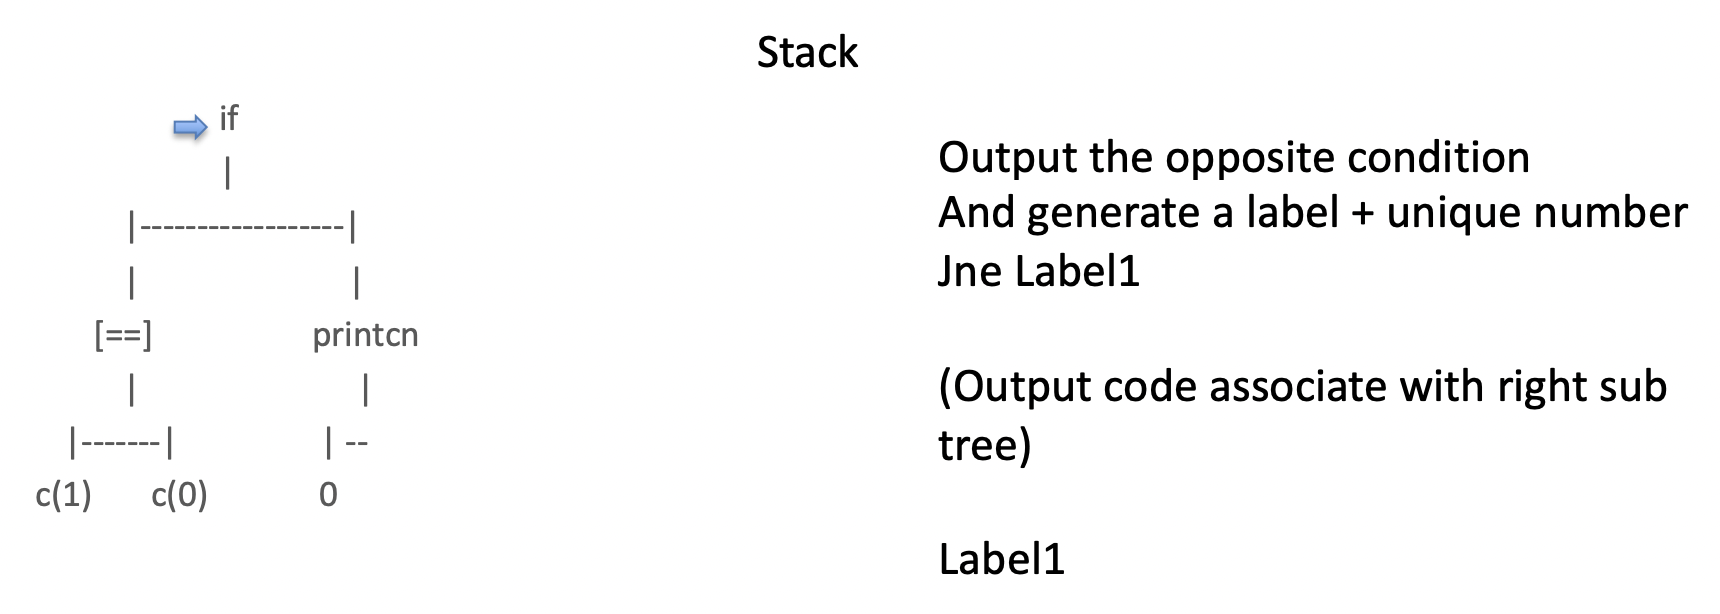 Stack
if
|
|------------------|
| |
[==] printcn
| |
|-------| | --
c(1) c(0) 0
Output the opposite condition
And generate a label + unique number
Jne Label1
(Output code associate with right sub
tree)
Label1